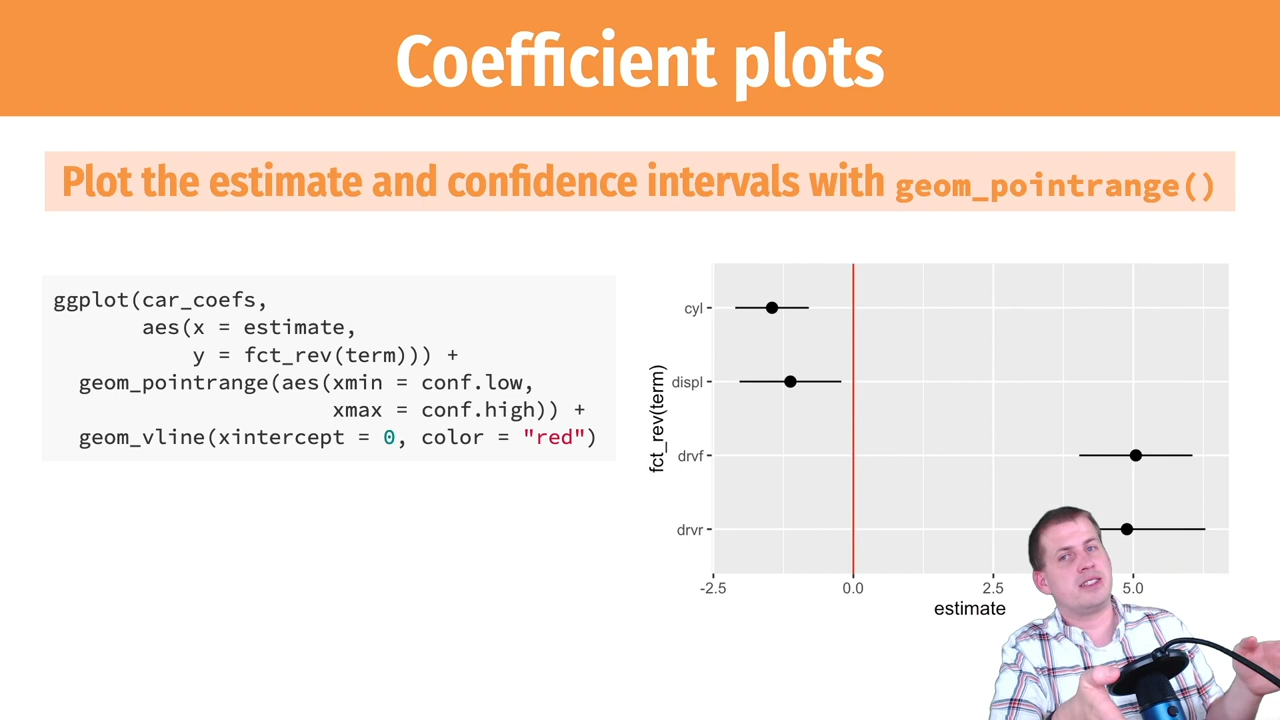 Coefficient plots
Plot the estimate and confidence intervals with geom_pointrange()
ggplot(car_coefs,
       aes(x = estimate,
           y = fct_rev(term))) +
  geom_pointrange(aes(xmin = conf.low,
                      xmax = conf.high)) +
  geom_vline(xintercept = 0, color = "red")
fct_rev(term)
cyl
displ
drvf
drvr
-2.5 0.0 2.5 5.0
estimate